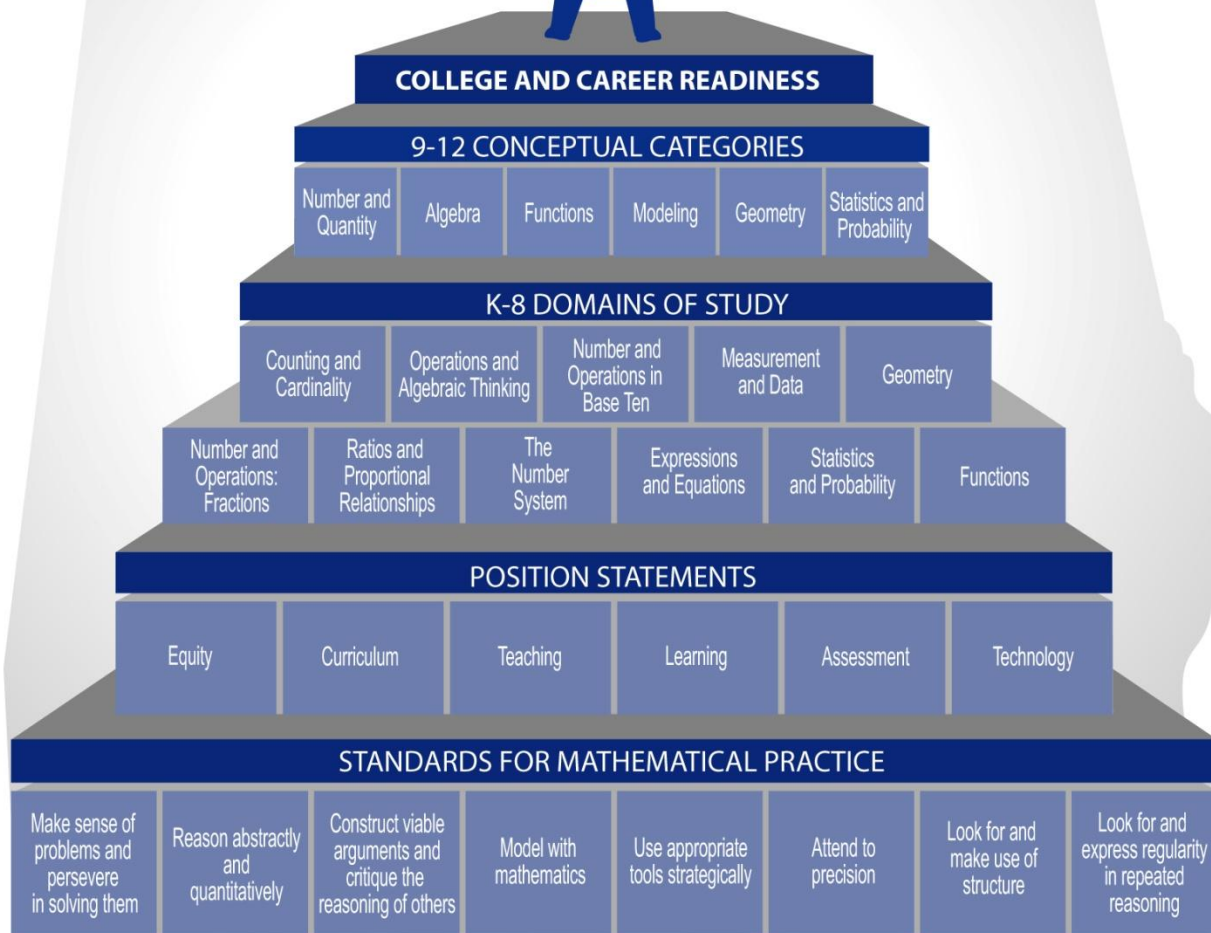 COLLEGE AND CAREER READINESS
9-12 CONCEPTUAL CATEGORIES
Number and
Quantity
Algebra
Functions
Modeling
Geometry
Statistics and
Probability
K-8 DOMAINS OF STUDY
Counting and
Cardinality
Operations and
Algebraic Thinking
Number and
Operations in
Base Ten
Measurement
and Data
Geometry
Number and
Operations:
Fractions
Ratios and
Proportional
Relationships
The
Number
System
Expressions
and Equations
Statistics
and Probability
Functions
POSITION STATEMENTS
Equity
Curriculum
Teaching
Learning
Assessment
Technology
STANDARDS FOR MATHEMATICAL PRACTICE
Make sense of
problems and
persevere
in solving them
Reason abstractly
and
quantitatively
Construct viable
arguments and
critique the
reasoning of others
Model with
mathematics
Use appropriate
tools strategically
Attend to
precision
Look for and
make use of
structure
Look for and
express regularity
in repeated
reasoning